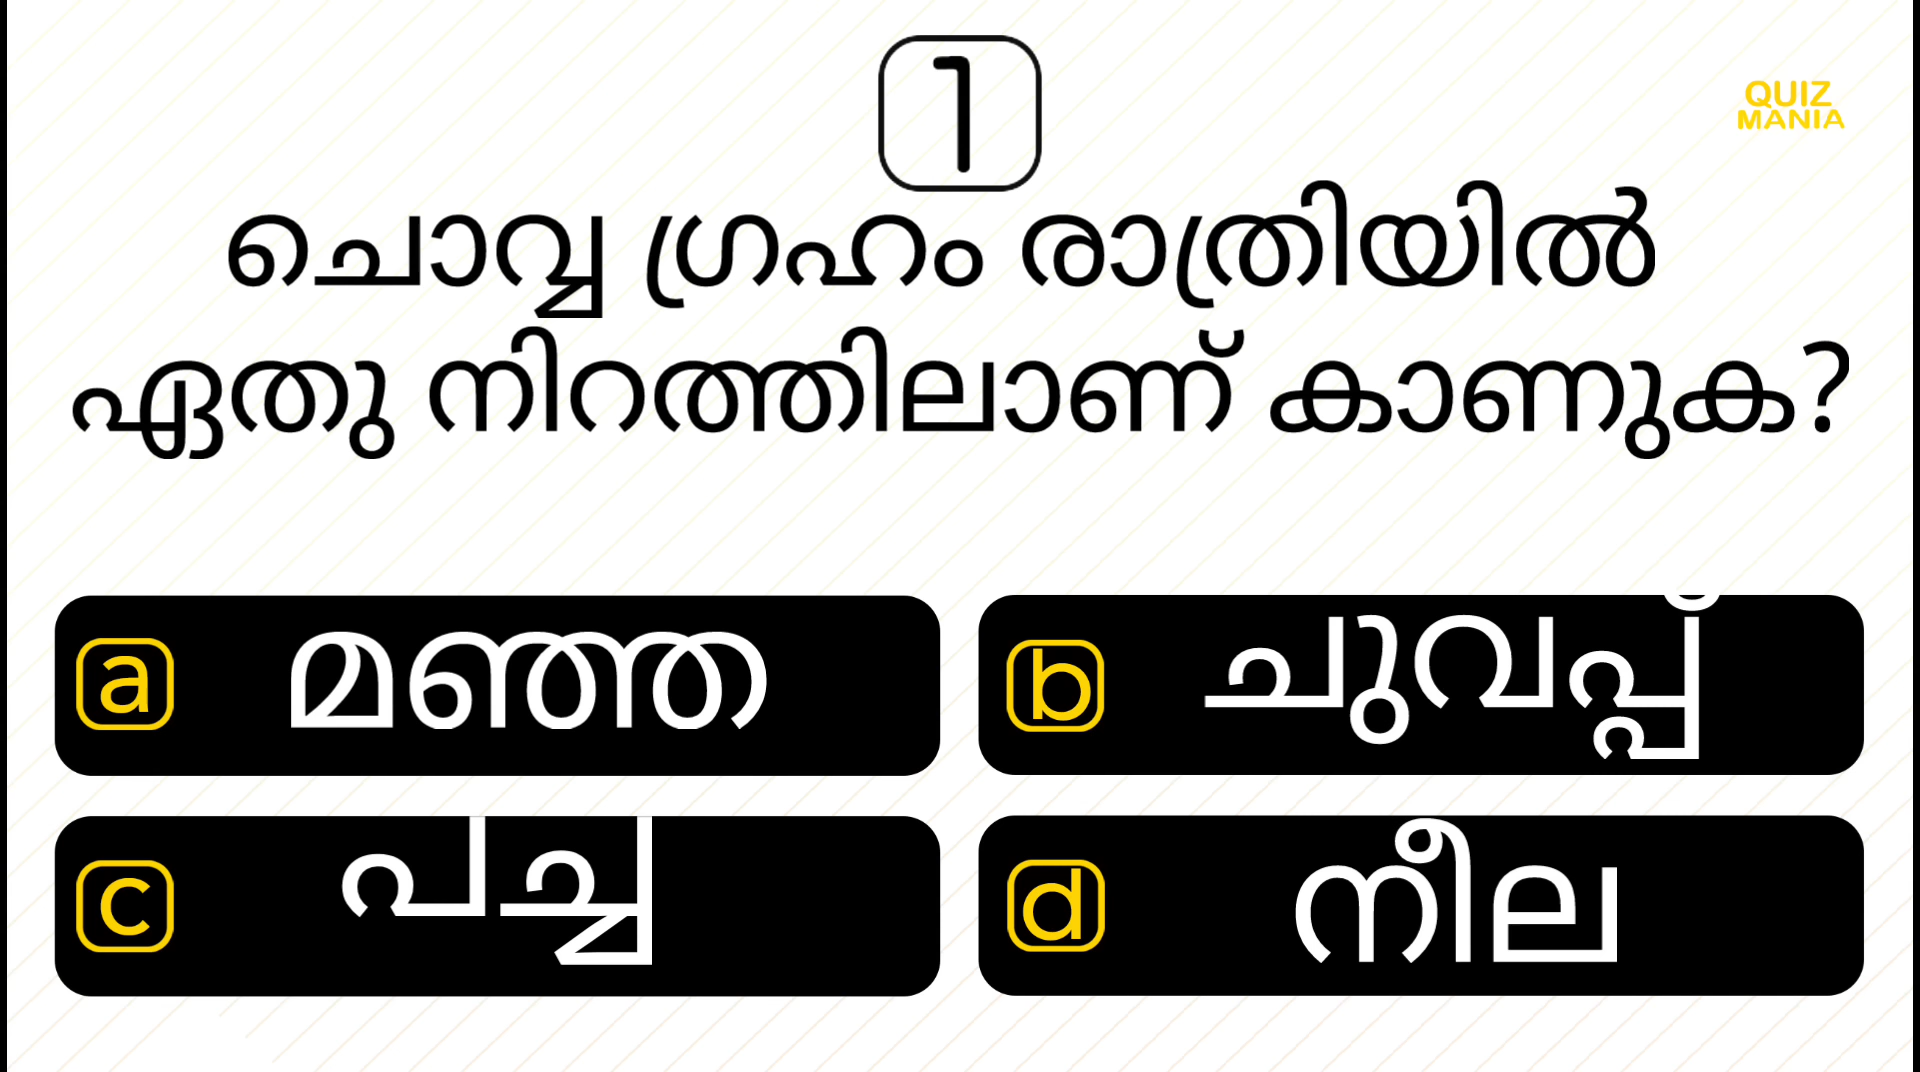 1
QUIZ
MANIA
ചൊവ്വ ഗ്രഹം രാത്രിയിൽ
ഏതു നിറത്തിലാണ് കാണുക?
a മഞ്ഞ
b ചുവപ്പ്
c പച്ച
d നീല